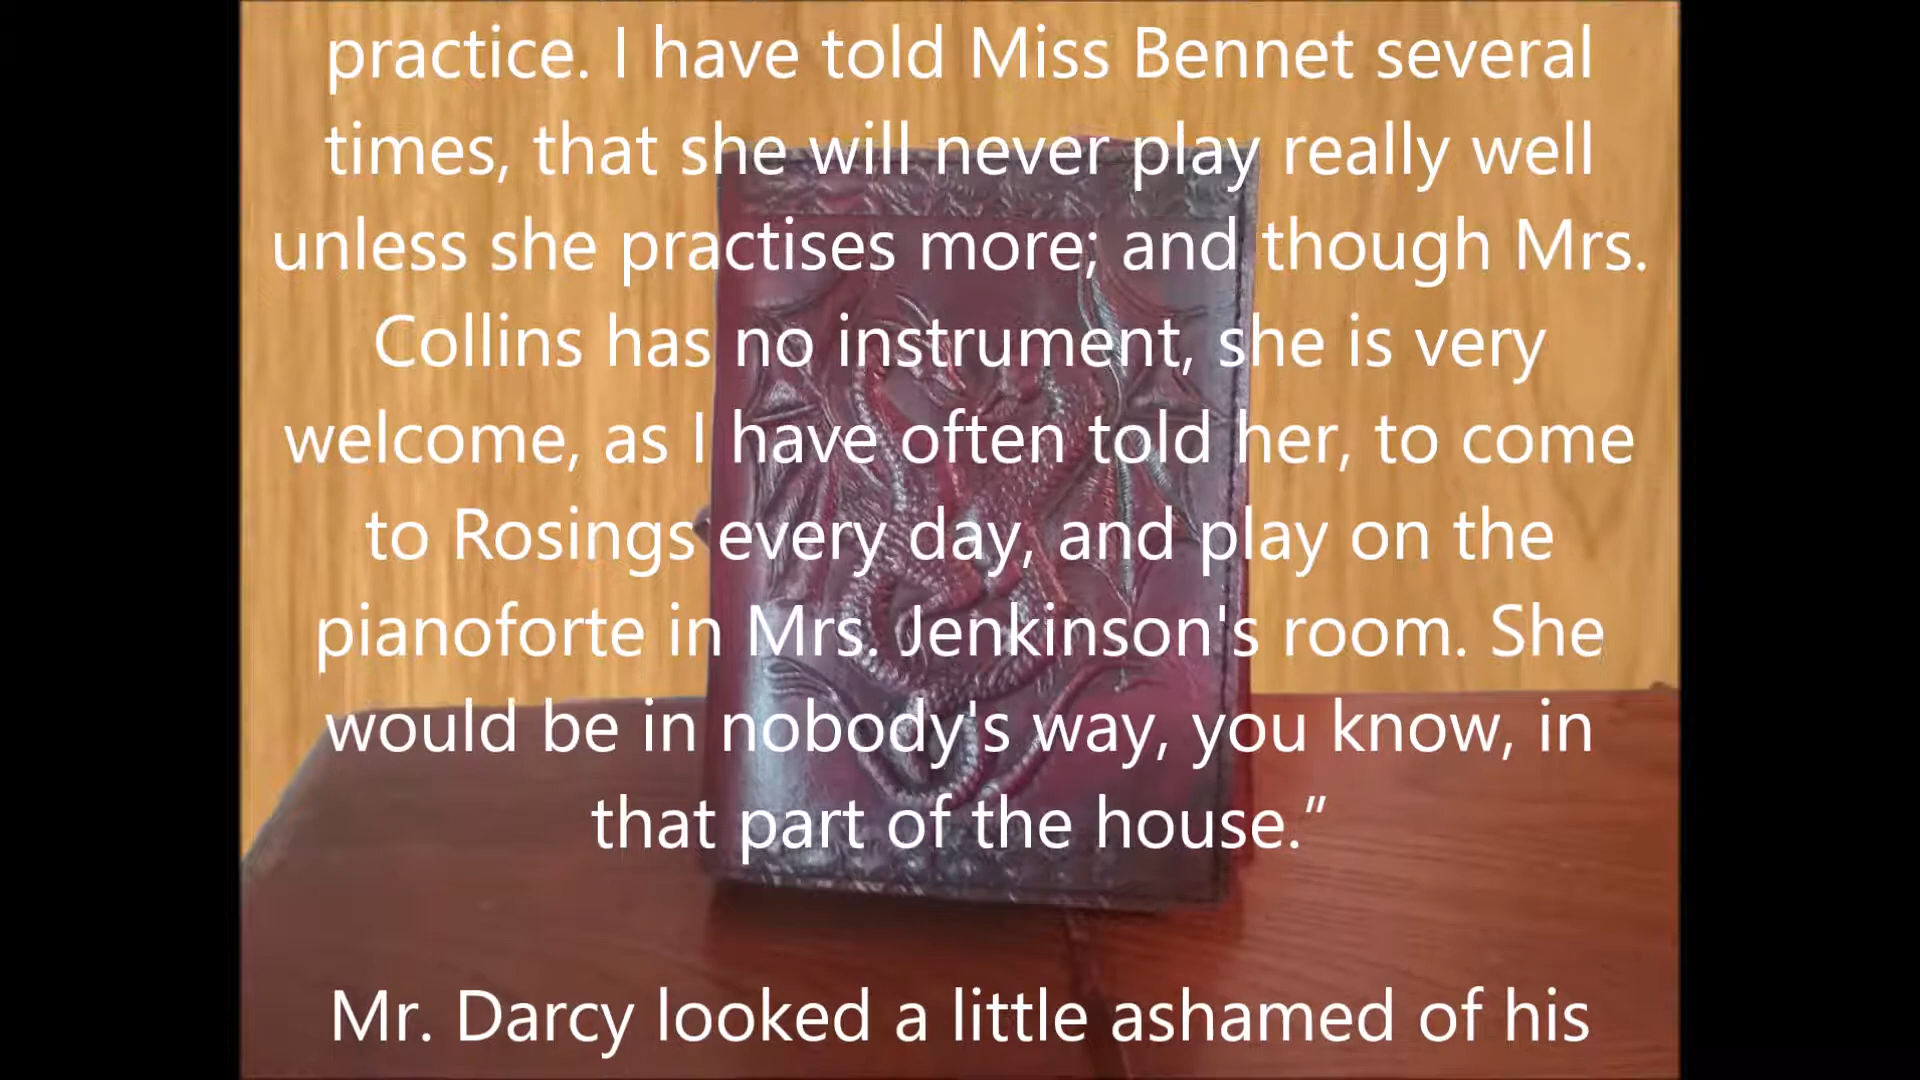 practice. I have told Miss Bennet several
times, that she will never play really well
unless she practises more; and though Mrs.
Collins has no instrument, she is very
welcome, as I have often told her, to come
to Rosings every day, and play on the
pianoforte in Mrs. Jenkinson's room. She
would be in nobody's way, you know, in
that part of the house.”
Mr. Darcy looked a little ashamed of his